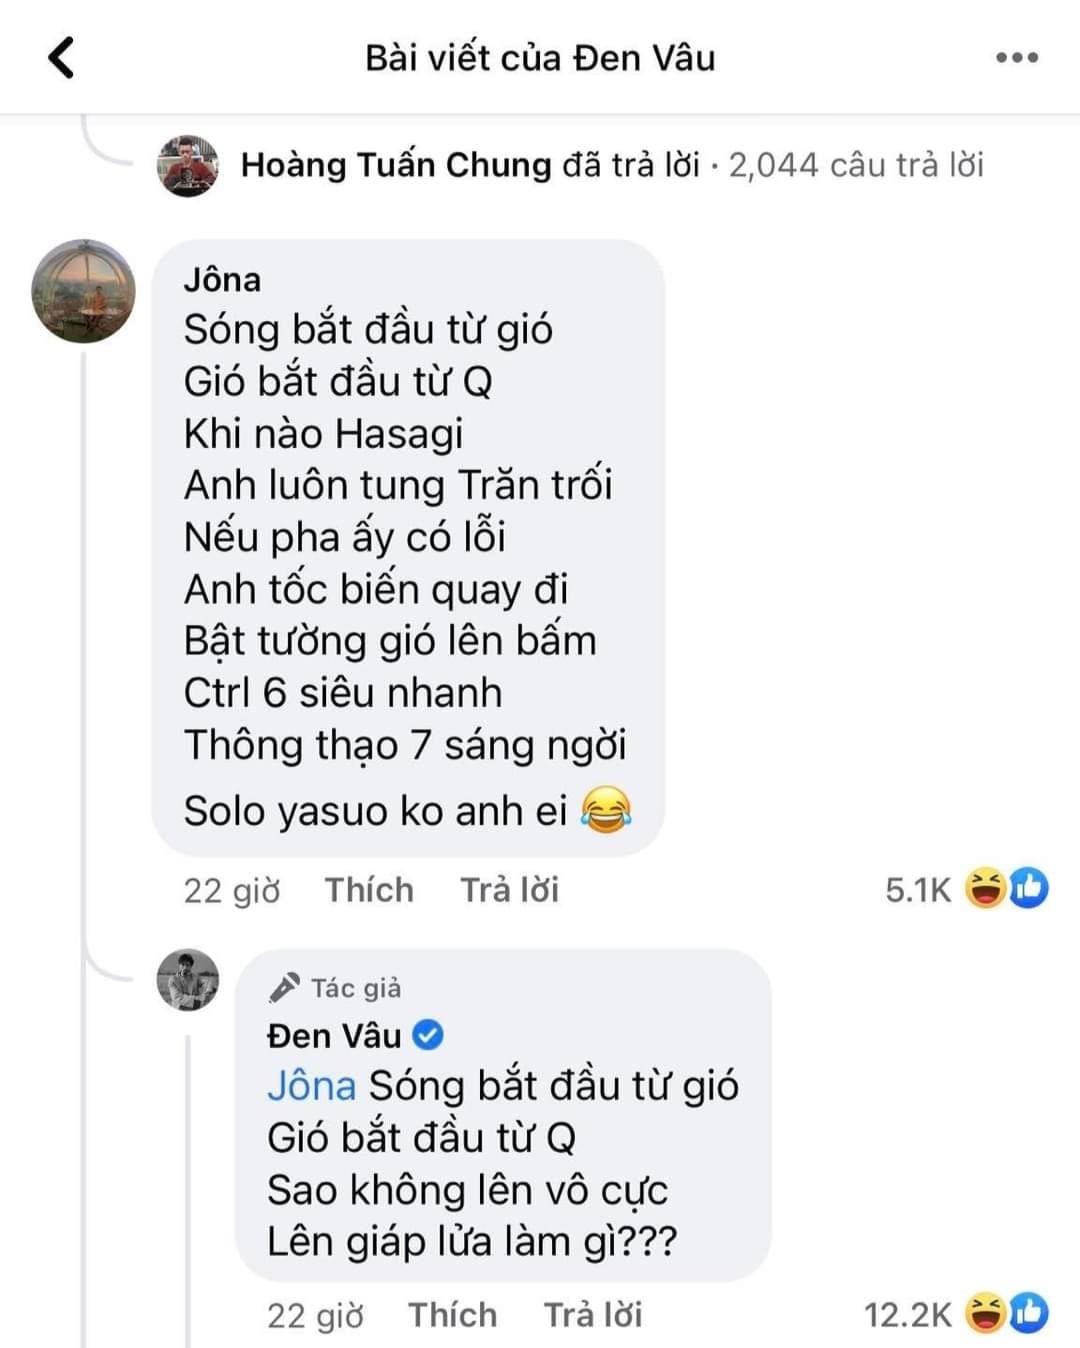 Bài viết của Đen Vâu
Hoàng Tuấn Chung đã trả lời · 2,044 câu trả lời
Jôna
Sóng bắt đầu từ gió
Gió bắt đầu từ Q
Khi nào Hasagi
Anh luôn tung Trăn trối
Nếu pha ấy có lỗi
Anh tốc biến quay đi
Bật tường gió lên bấm
Ctrl 6 siêu nhanh
Thông thạo 7 sáng ngời
Solo yasuo ko anh ei 😂
22 giờ Thích Trả lời 5.1K
Tác giả
Đen Vâu
Jôna Sóng bắt đầu từ gió
Gió bắt đầu từ Q
Sao không lên vô cực
Lên giáp lửa làm gì???
22 giờ Thích Trả lời 12.2K